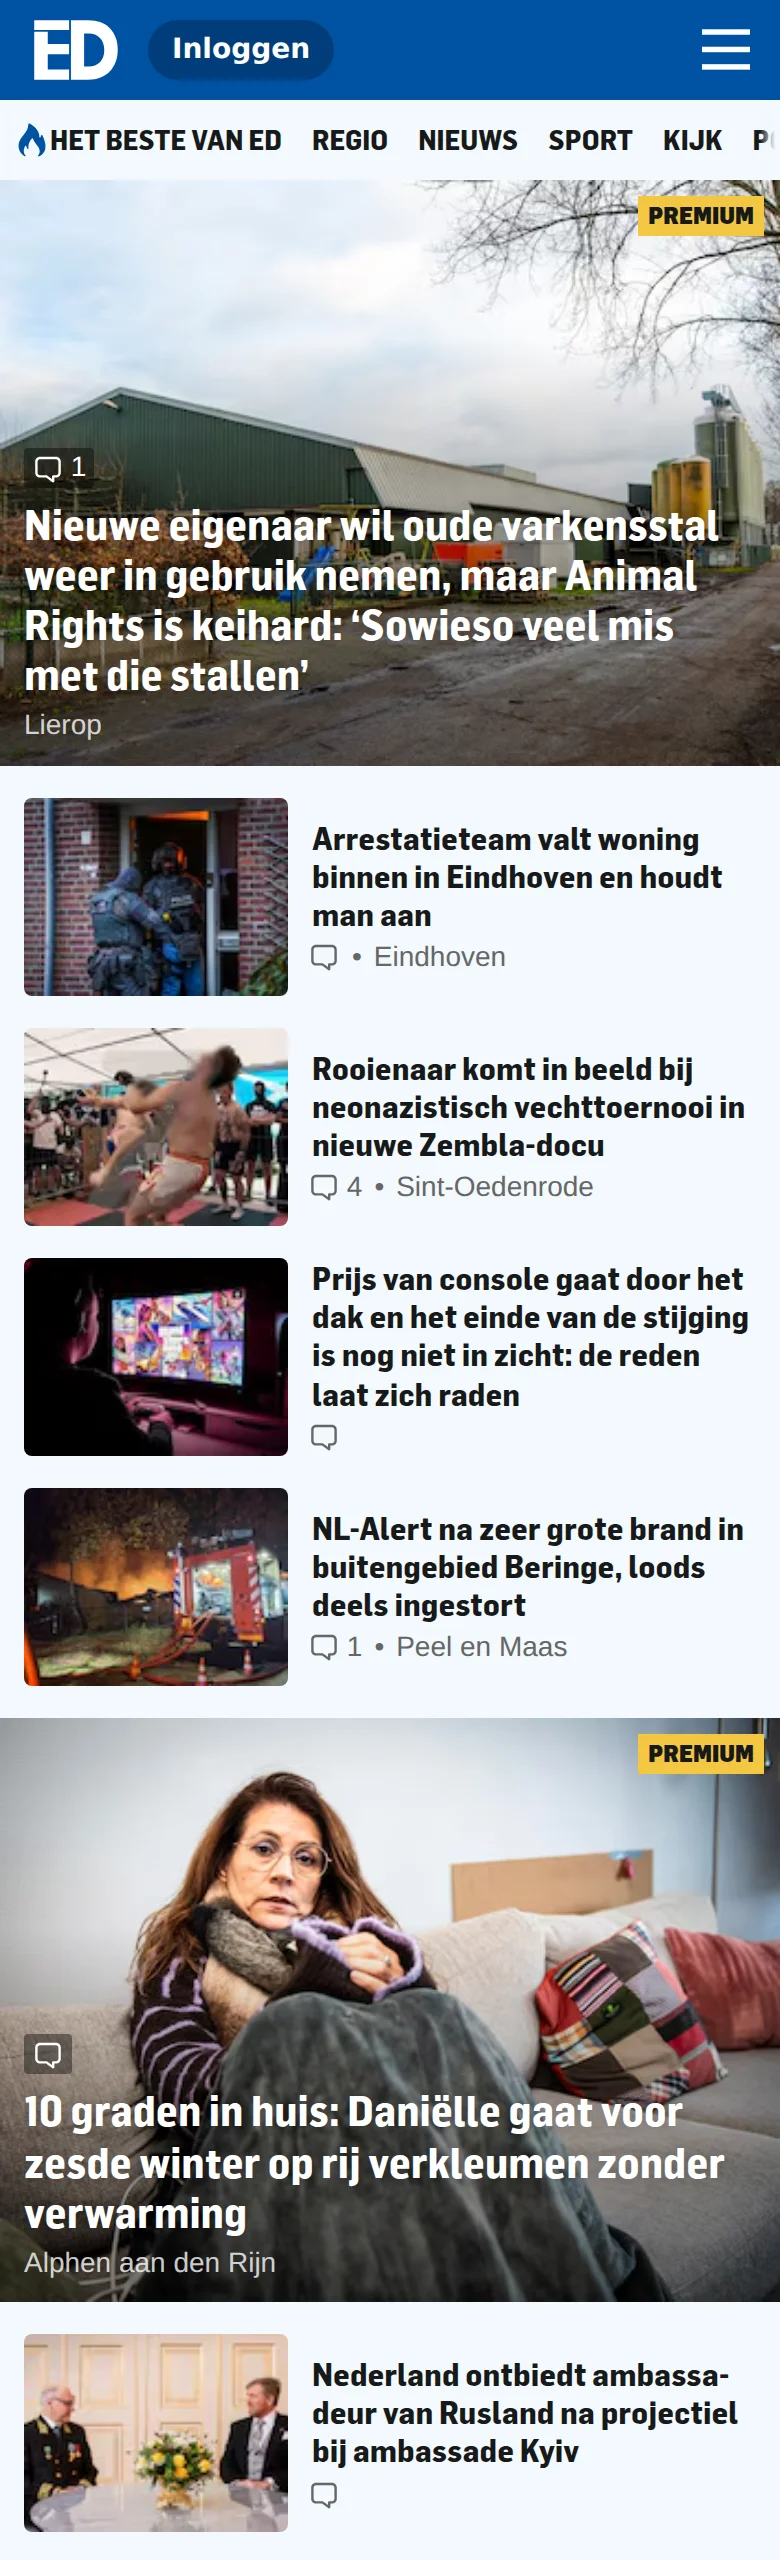 ED Inloggen
HET BESTE VAN ED REGIO NIEUWS SPORT KIJK
PREMIUM
1
Nieuwe eigenaar wil oude varkensstal
weer in gebruik nemen, maar Animal
Rights is keihard: ‘Sowieso veel mis
met die stallen’
Lierop
Arrestatieteam valt woning
binnen in Eindhoven en houdt
man aan
• Eindhoven
Rooienaar komt in beeld bij
neonazistisch vechttoernooi in
nieuwe Zembla-docu
4 • Sint-Oedenrode
Prijs van console gaat door het
dak en het einde van de stijging
is nog niet in zicht: de reden
laat zich raden
NL-Alert na zeer grote brand in
buitengebied Beringe, loods
deels ingestort
1 • Peel en Maas
PREMIUM
10 graden in huis: Daniëlle gaat voor
zesde winter op rij verkleumen zonder
verwarming
Alphen aan den Rijn
Nederland ontbiedt ambassa-
deur van Rusland na projectiel
bij ambassade Kyiv